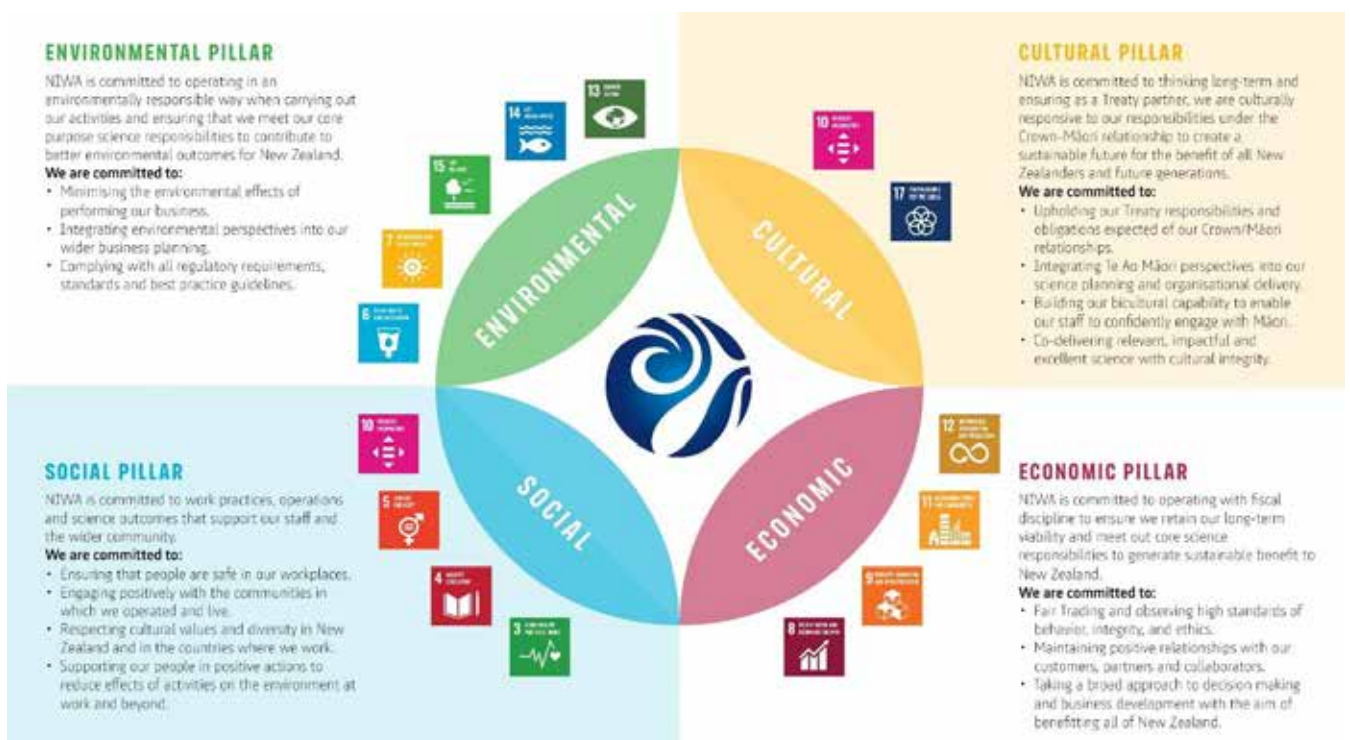 ENVIRONMENTAL PILLAR
NIWA is committed to operating in an
environmentally responsible way when carrying out
our activities and ensuring that we meet our core
purpose science responsibilities to contribute to
better environmental outcomes for New Zealand.
We are committed to:
• Minimising the environmental effects of
performing our business.
• Integrating environmental perspectives into our
wider business planning.
• Complying with all regulatory requirements,
standards and best practice guidelines.
CULTURAL PILLAR
NIWA is committed to thinking long-term and
ensuring as a Treaty partner, we are culturally
responsive to our responsibilities under the
Crown-Māori relationship to create a
sustainable future for the benefit of all New
Zealanders and future generations.
We are committed to:
• Upholding our Treaty responsibilities and
obligations expected of our Crown/Māori
relationships.
• Integrating Te Ao Māori perspectives into our
science planning and organisational delivery.
• Building our bicultural capability to enable
our staff to confidently engage with Māori.
• Co-delivering relevant, impactful and
excellent science with cultural integrity.
13
14
15
7
6
10
17
ENVIRONMENTAL
CULTURAL
SOCIAL
ECONOMIC
10
5
4
3
12
11
9
8
SOCIAL PILLAR
NIWA is committed to work practices, operations
and science outcomes that support our staff and
the wider community.
We are committed to:
• Ensuring that people are safe in our workplaces.
• Engaging positively with the communities in
which we operated and live.
• Respecting cultural values and diversity in New
Zealand and in the countries where we work.
• Supporting our people in positive actions to
reduce effects of activities on the environment at
work and beyond.
ECONOMIC PILLAR
NIWA is committed to operating with fiscal
discipline to ensure we retain our long-term
viability and meet out core science
responsibilities to generate sustainable benefit to
New Zealand.
We are committed to:
• Fair Trading and observing high standards of
behavior, integrity, and ethics.
• Maintaining positive relationships with our
customers, partners and collaborators.
• Taking a broad approach to decision making
and business development with the aim of
benefitting all of New Zealand.